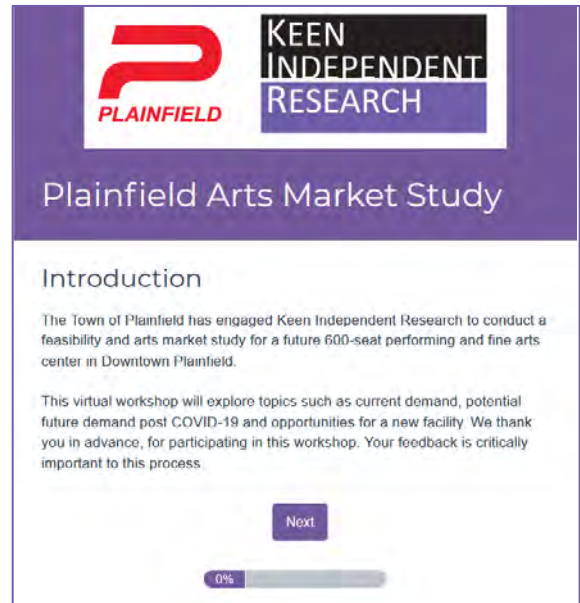 PLAINFIELD
KEEN
INDEPENDENT
RESEARCH
Plainfield Arts Market Study
Introduction
The Town of Plainfield has engaged Keen Independent Research to conduct a
feasibility and arts market study for a future 600-seat performing and fine arts
center in Downtown Plainfield.
This virtual workshop will explore topics such as current demand, potential
future demand post COVID-19 and opportunities for a new facility. We thank
you in advance, for participating in this workshop. Your feedback is critically
important to this process
Next
0%